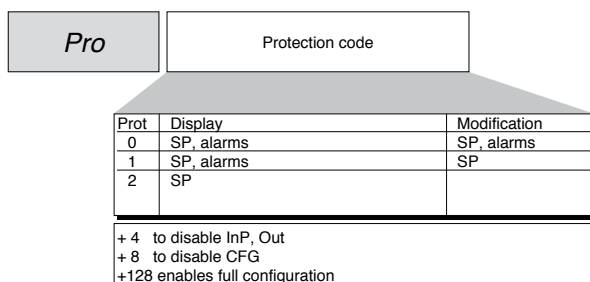 Pro
Protection code
Prot Display Modification
0 SP, alarms SP, alarms
1 SP, alarms SP
2 SP
+ 4 to disable InP, Out
+ 8 to disable CFG
+128 enables full configuration